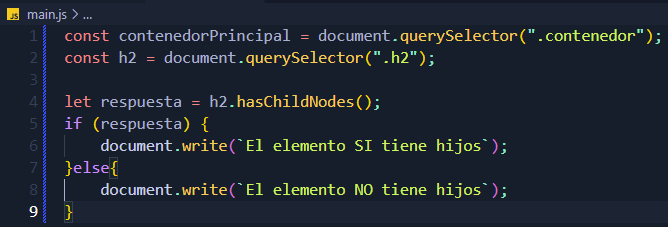 JS main.js > ...
1 const contenedorPrincipal = document.querySelector(".contenedor");
2 const h2 = document.querySelector(".h2");
3
4 let respuesta = h2.hasChildNodes();
5 if (respuesta) {
6     document.write(`El elemento SI tiene hijos`);
7 }else{
8     document.write(`El elemento NO tiene hijos`);
9 }